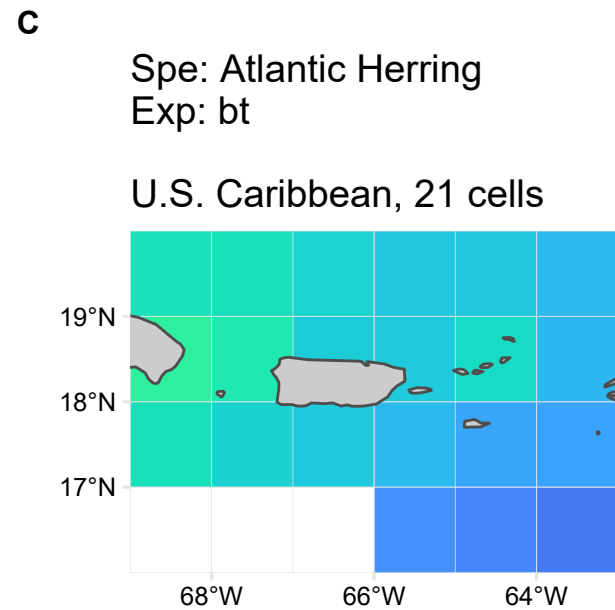 C
Spe: Atlantic Herring
Exp: bt
U.S. Caribbean, 21 cells
19°N
18°N
17°N
68°W 66°W 64°W